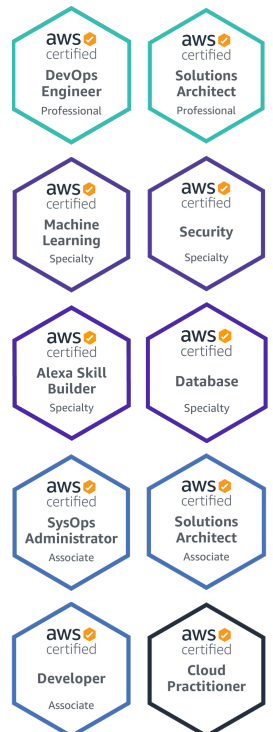 aws
certified
DevOps
Engineer
Professional
aws
certified
Solutions
Architect
Professional
aws
certified
Machine
Learning
Specialty
aws
certified
Security
Specialty
aws
certified
Alexa Skill
Builder
Specialty
aws
certified
Database
Specialty
aws
certified
SysOps
Administrator
Associate
aws
certified
Solutions
Architect
Associate
aws
certified
Developer
Associate
aws
certified
Cloud
Practitioner